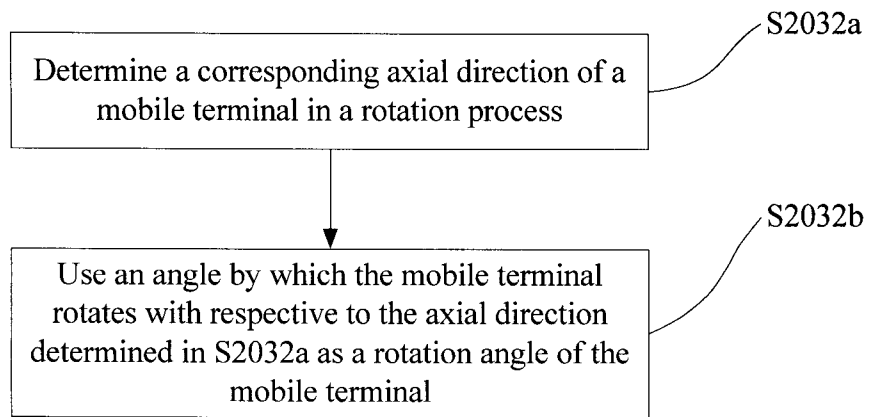 S2032a
Determine a corresponding axial direction of a
mobile terminal in a rotation process
S2032b
Use an angle by which the mobile terminal
rotates with respective to the axial direction
determined in S2032a as a rotation angle of the
mobile terminal